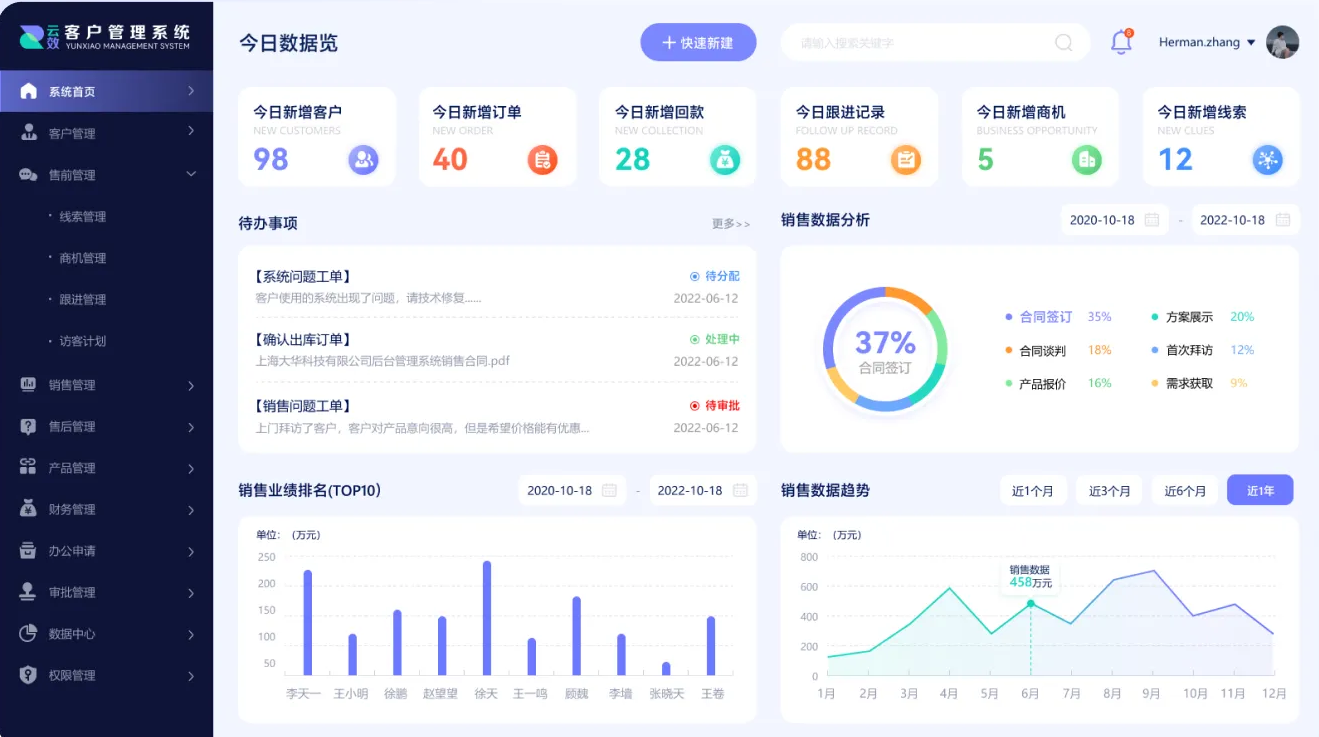 云效 客户管理系统
YUNXIAO MANAGEMENT SYSTEM
系统首页
客户管理
售前管理
· 线索管理
· 商机管理
· 跟进管理
· 访客计划
销售管理
售后管理
产品管理
财务管理
办公申请
审批管理
数据中心
权限管理
今日数据览
+ 快速新建
请输入搜索关键字
8
Herman.zhang
今日新增客户
NEW CUSTOMERS
98
今日新增订单
NEW ORDER
40
今日新增回款
NEW COLLECTION
28
今日跟进记录
FOLLOW UP RECORD
88
今日新增商机
BUSINESS OPPORTUNITY
5
今日新增线索
NEW CLUES
12
待办事项
更多>>
【系统问题工单】
待分配
客户使用的系统出现了问题，请技术修复......
2022-06-12
【确认出库订单】
处理中
上海大华科技有限公司后台管理系统销售合同.pdf
2022-06-12
【销售问题工单】
待审批
上门拜访了客户，客户对产品意向很高，但是希望价格能有优惠...
2022-06-12
销售数据分析
2020-10-18 - 2022-10-18
37%
合同签订
合同签订 35%
方案展示 20%
合同谈判 18%
首次拜访 12%
产品报价 16%
需求获取 9%
销售业绩排名(TOP10)
2020-10-18 - 2022-10-18
单位：（万元）
250
200
150
100
50
李天一 王小明 徐鹏 赵望望 徐天 王一鸣 顾魏 李墙 张晓天 王卷
销售数据趋势
近1个月 近3个月 近6个月 近1年
单位：（万元）
800
600
400
200
0
销售数据
458万元
1月 2月 3月 4月 5月 6月 7月 8月 9月 10月 11月 12月